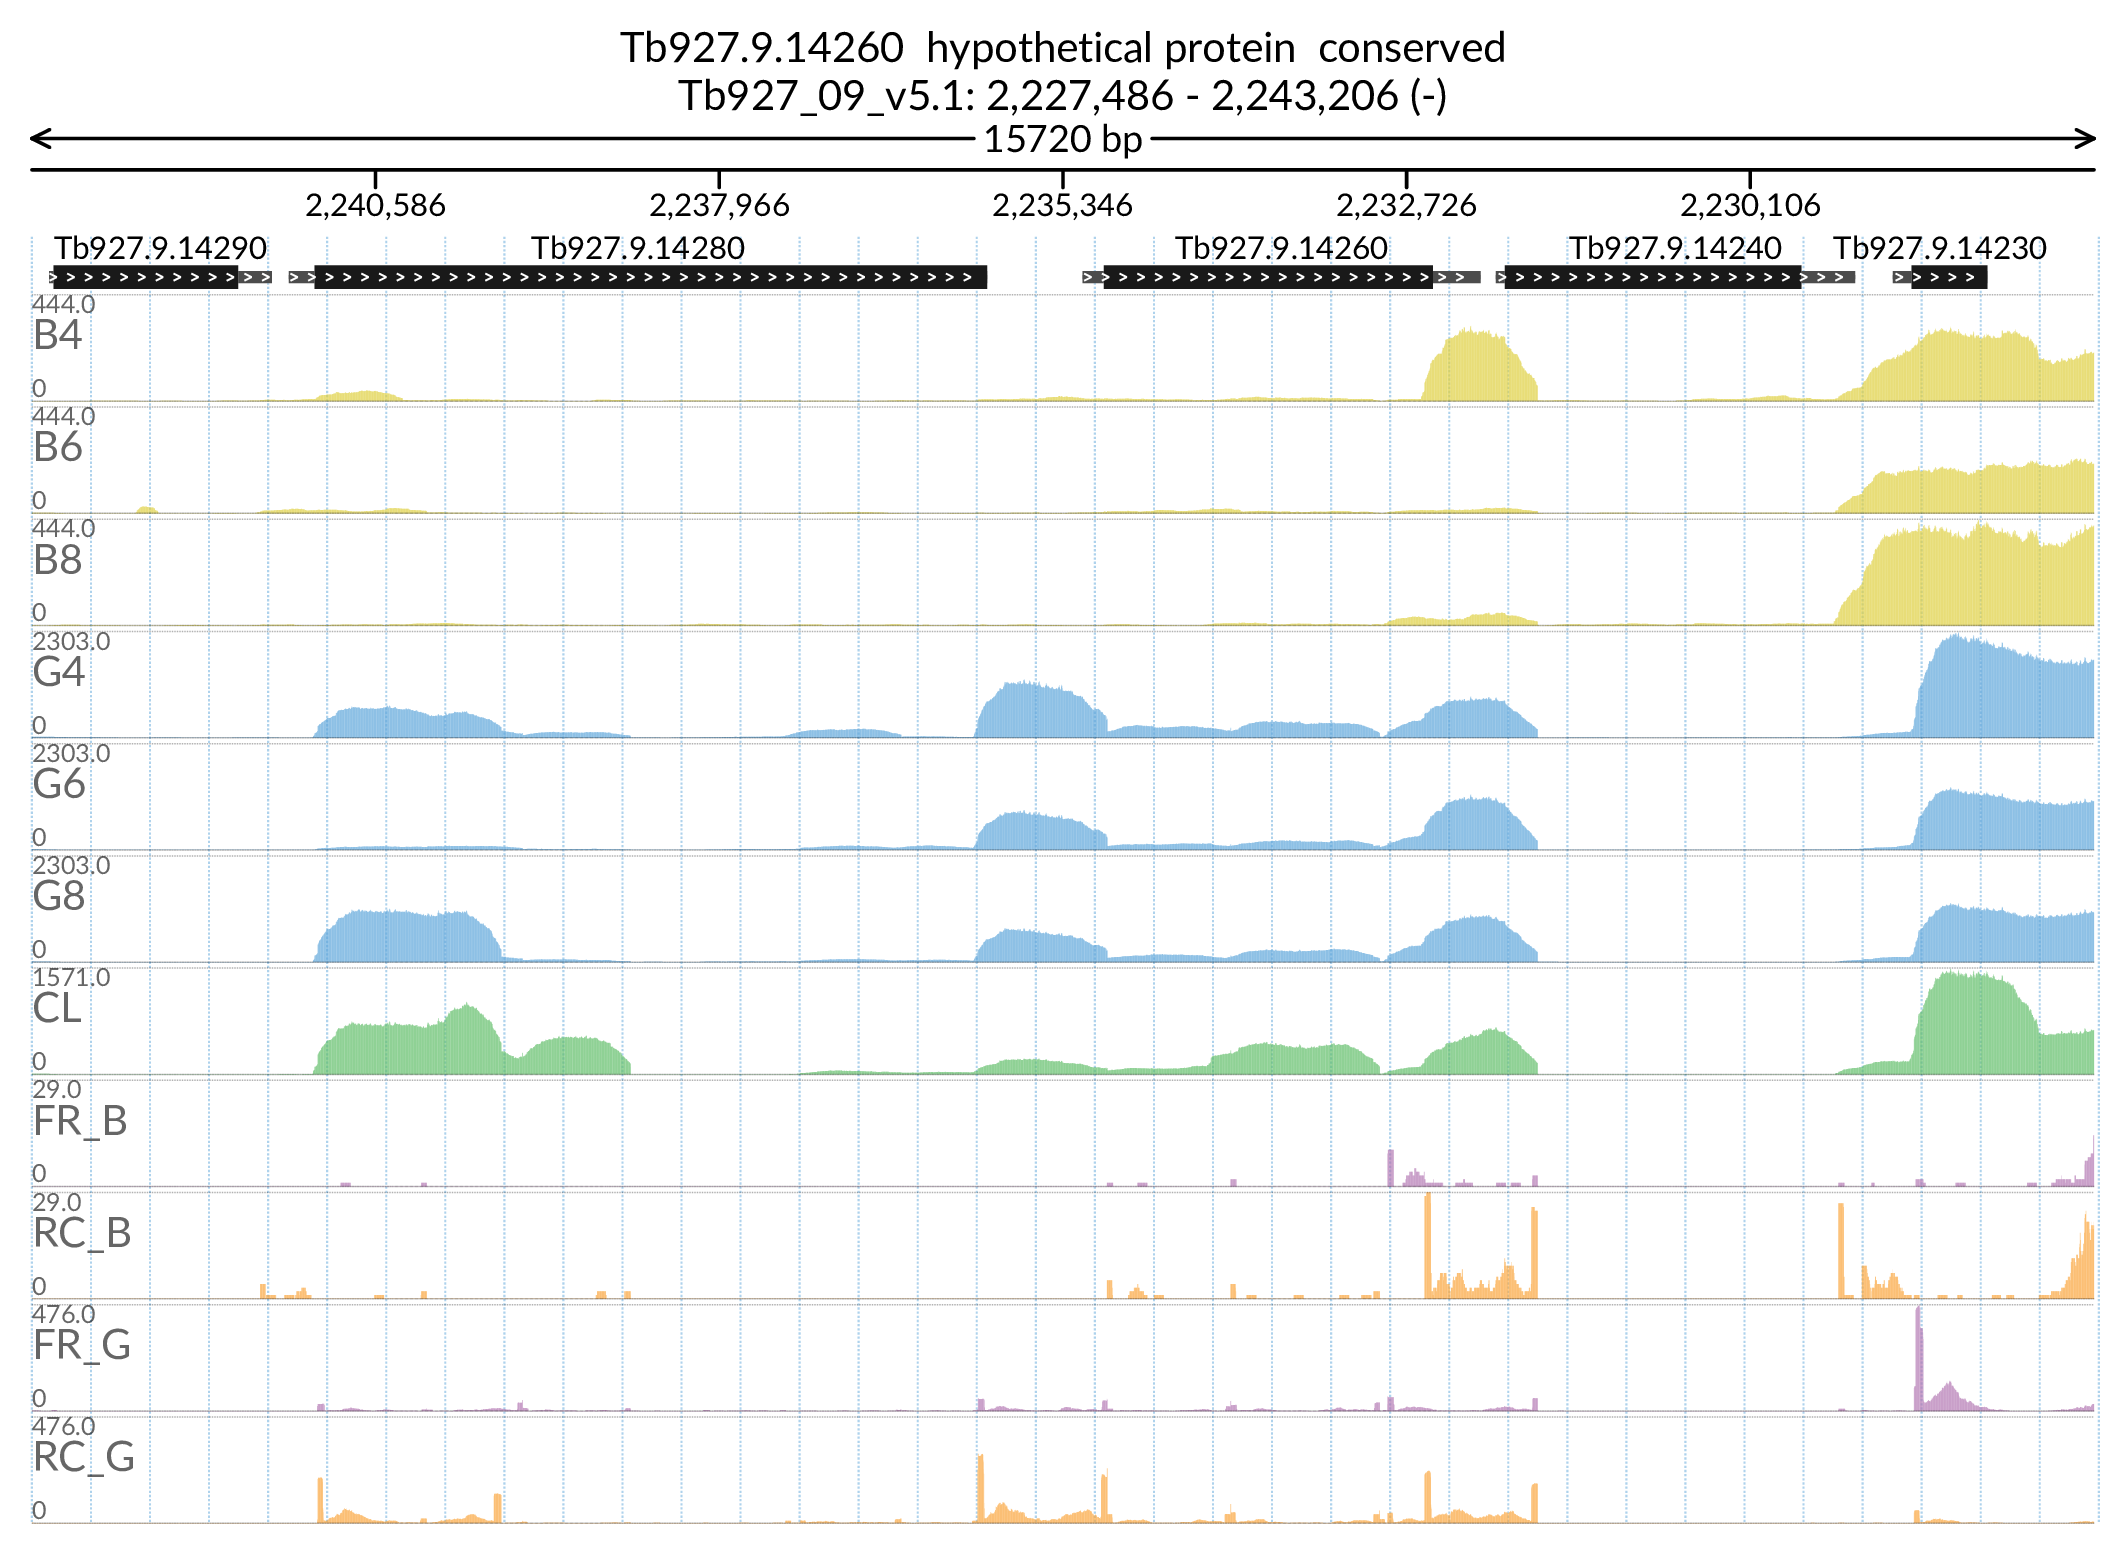 Tb927.9.14260  hypothetical protein  conserved
Tb927_09_v5.1: 2,227,486 - 2,243,206 (-)
15720 bp
2,240,586 2,237,966 2,235,346 2,232,726 2,230,106
Tb927.9.14290 Tb927.9.14280 Tb927.9.14260 Tb927.9.14240 Tb927.9.14230
444.0
B4
0
444.0
B6
0
444.0
B8
0
2303.0
G4
0
2303.0
G6
0
2303.0
G8
0
1571.0
CL
0
29.0
FR_B
0
29.0
RC_B
0
476.0
FR_G
0
476.0
RC_G
0